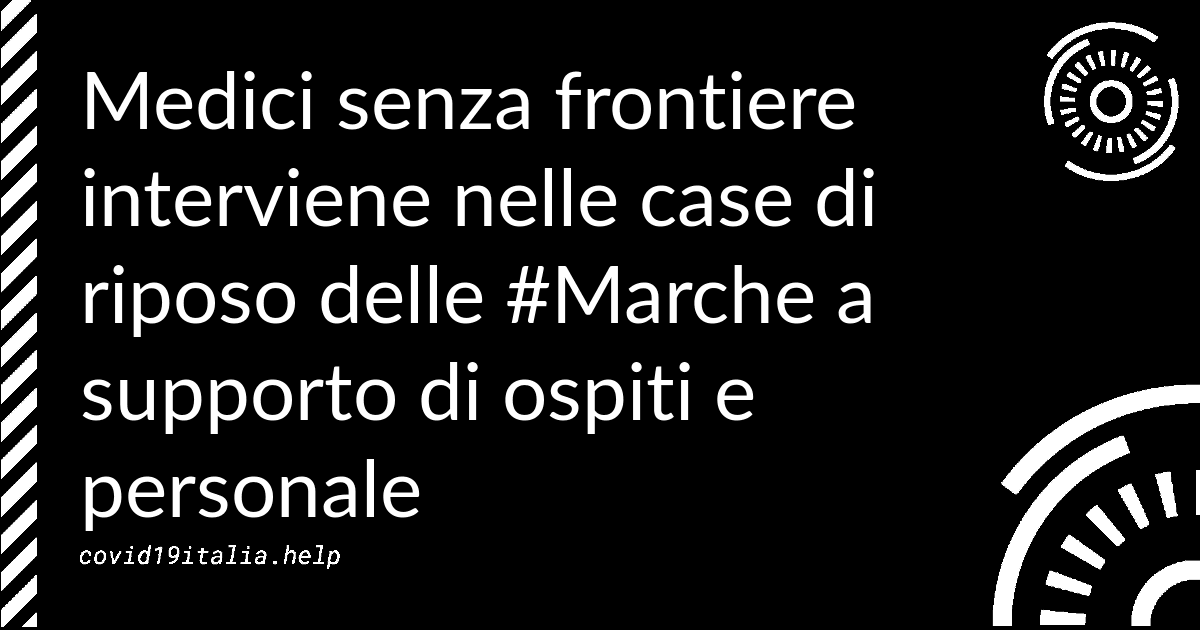 Medici senza frontiere
interviene nelle case di
riposo delle #Marche a
supporto di ospiti e
personale
covid19italia.help